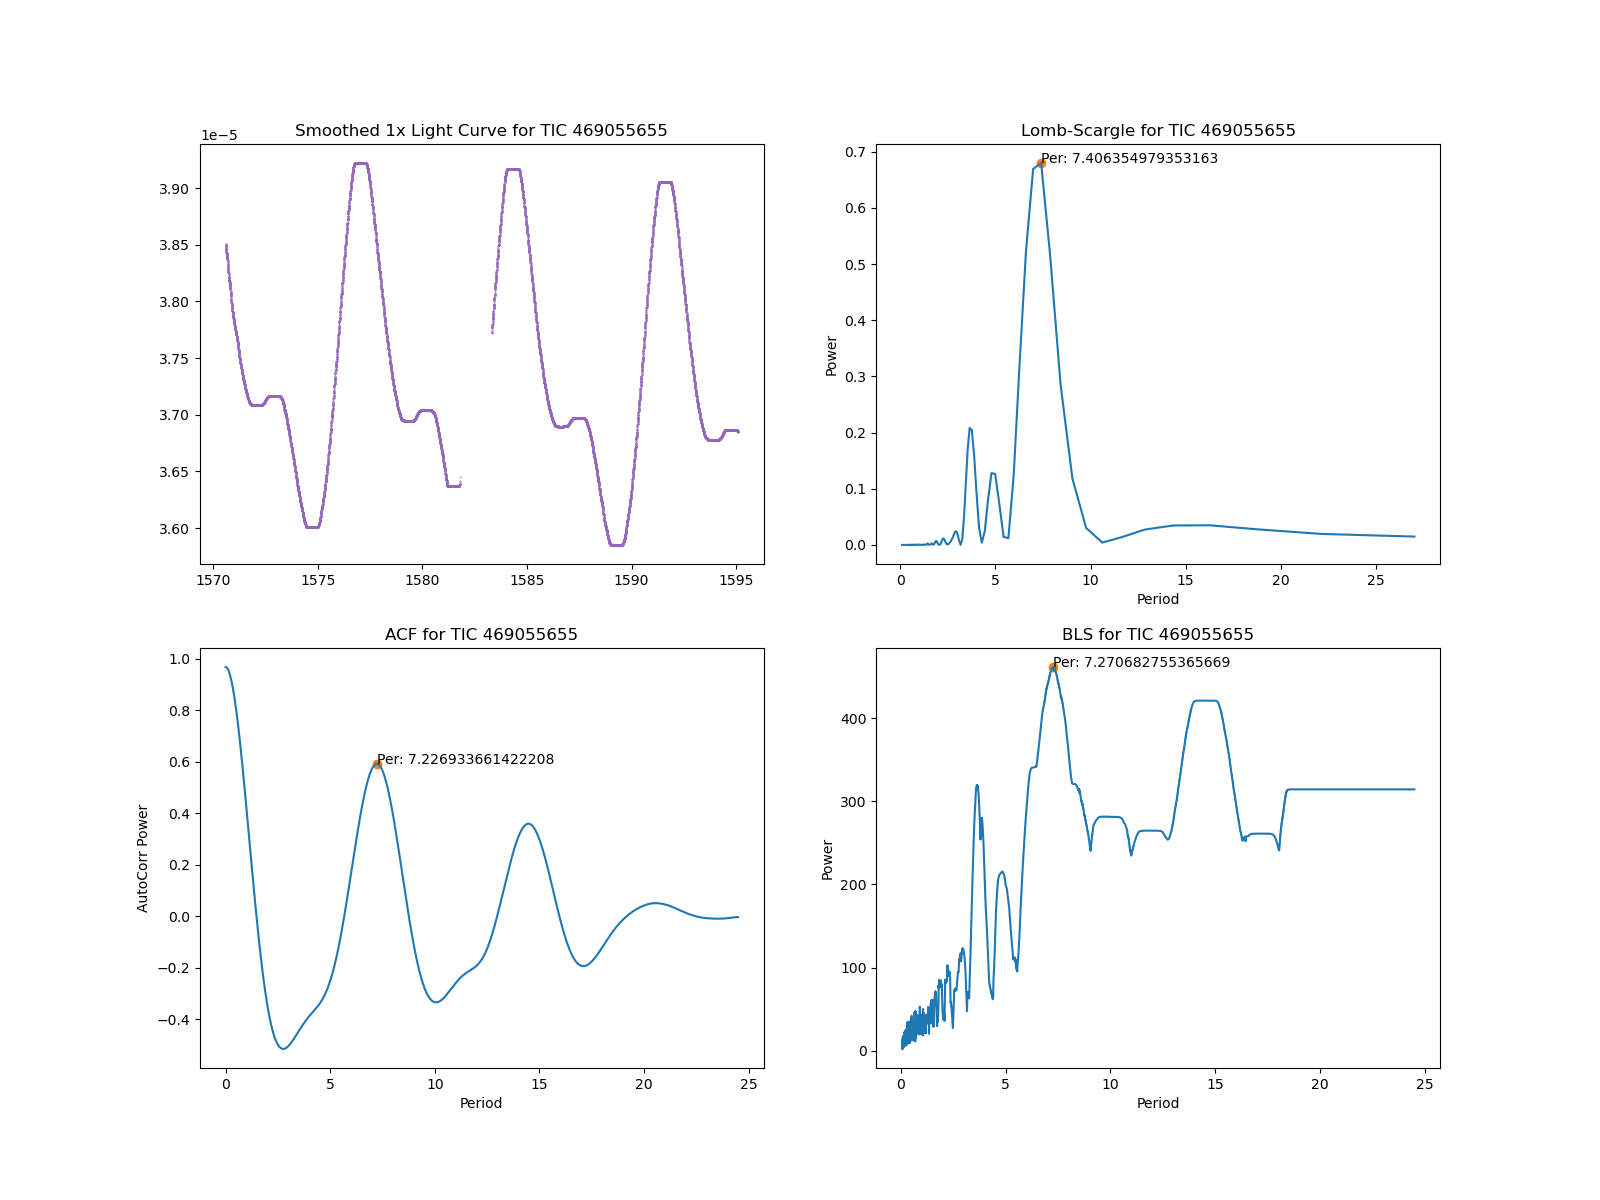 Smoothed 1x Light Curve for TIC 469055655
1e−5
3.90
3.85
3.80
3.75
3.70
3.65
3.60
1570 1575 1580 1585 1590 1595
Lomb-Scargle for TIC 469055655
Per: 7.406354979353163
0.7
0.6
0.5
0.4
0.3
0.2
0.1
0.0
Power
0 5 10 15 20 25
Period
ACF for TIC 469055655
Per: 7.226933661422208
1.0
0.8
0.6
0.4
0.2
0.0
−0.2
−0.4
AutoCorr Power
0 5 10 15 20 25
Period
BLS for TIC 469055655
Per: 7.270682755365669
400
300
200
100
0
Power
0 5 10 15 20 25
Period